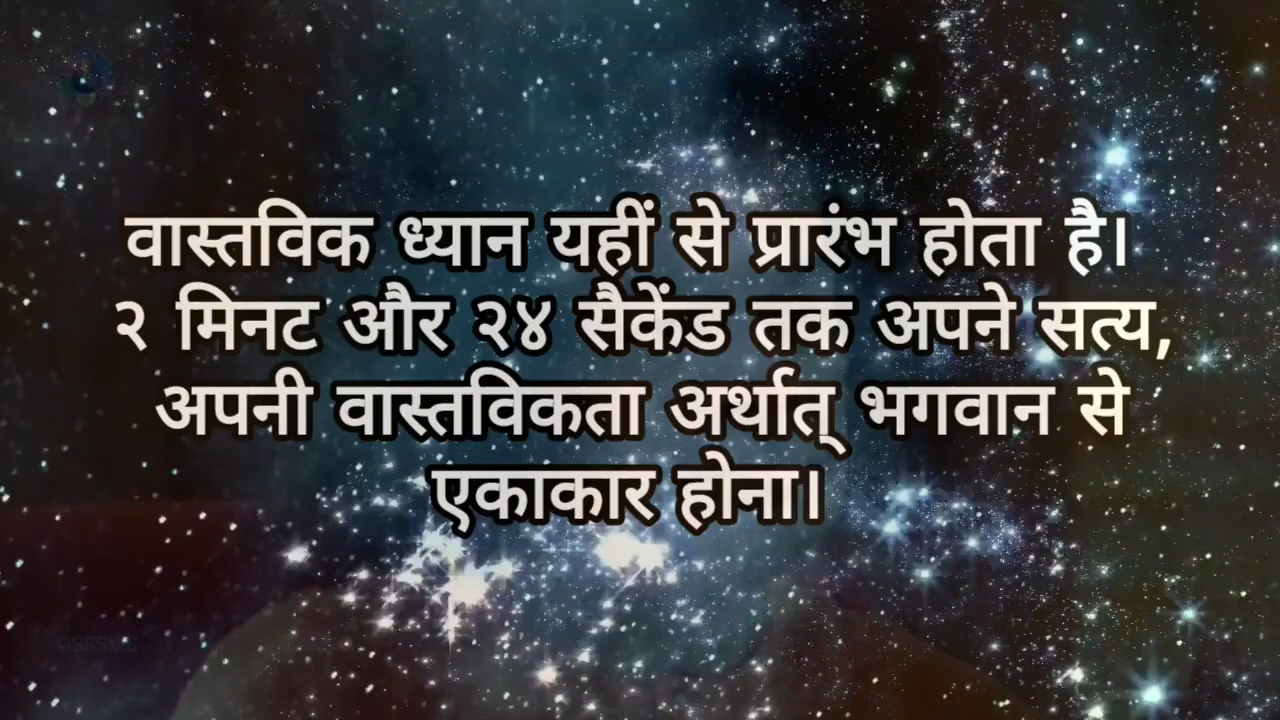 वास्तविक ध्यान यहीं से प्रारंभ होता है।
२ मिनट और २४ सैकेंड तक अपने सत्य,
अपनी वास्तविकता अर्थात् भगवान से
एकाकार होना।